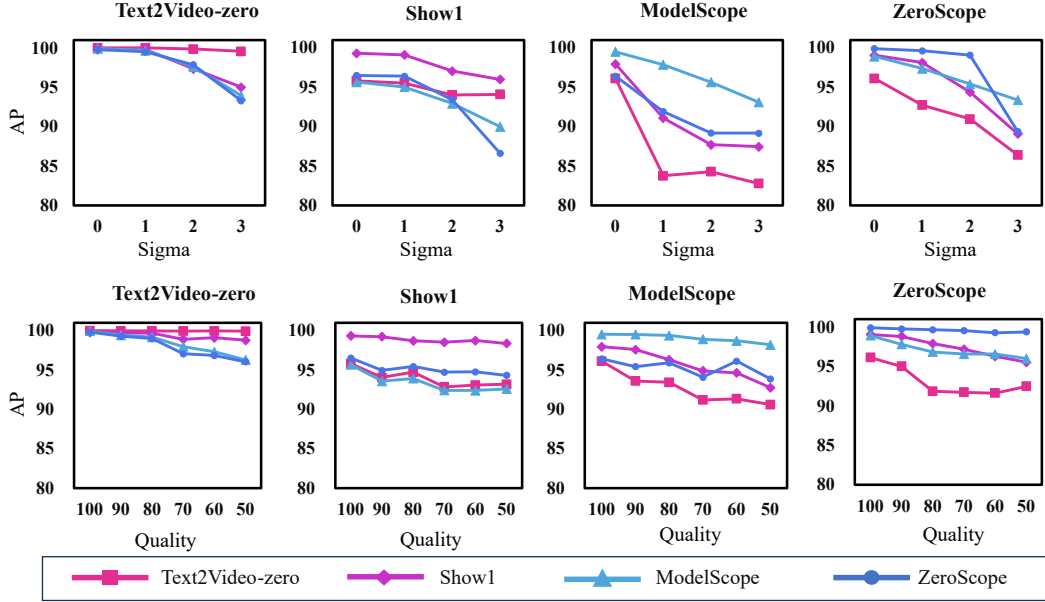 Text2Video-zero
Show1
ModelScope
ZeroScope
AP
100
95
90
85
80
0 1 2 3
Sigma
100
95
90
85
80
0 1 2 3
Sigma
100
95
90
85
80
0 1 2 3
Sigma
100
95
90
85
80
0 1 2 3
Sigma
Text2Video-zero
Show1
ModelScope
ZeroScope
AP
100
95
90
85
80
100 90 80 70 60 50
Quality
100
95
90
85
80
100 90 80 70 60 50
Quality
100
95
90
85
80
100 90 80 70 60 50
Quality
100
95
90
85
80
100 90 80 70 60 50
Quality
Text2Video-zero Show1 ModelScope ZeroScope